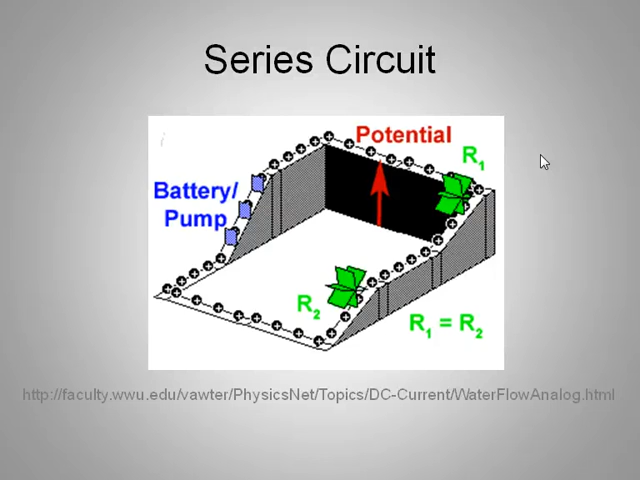 Series Circuit
Potential
R1
Battery/
Pump
R2
R1 = R2
http://faculty.wwu.edu/vawter/PhysicsNet/Topics/DC-Current/WaterFlowAnalog.html